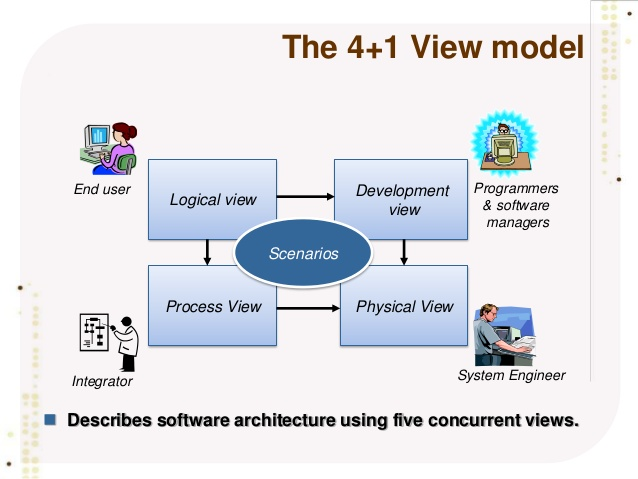 The 4+1 View model
End user
Logical view
Development
view
Programmers
& software
managers
Scenarios
Process View
Physical View
Integrator
System Engineer
Describes software architecture using five concurrent views.